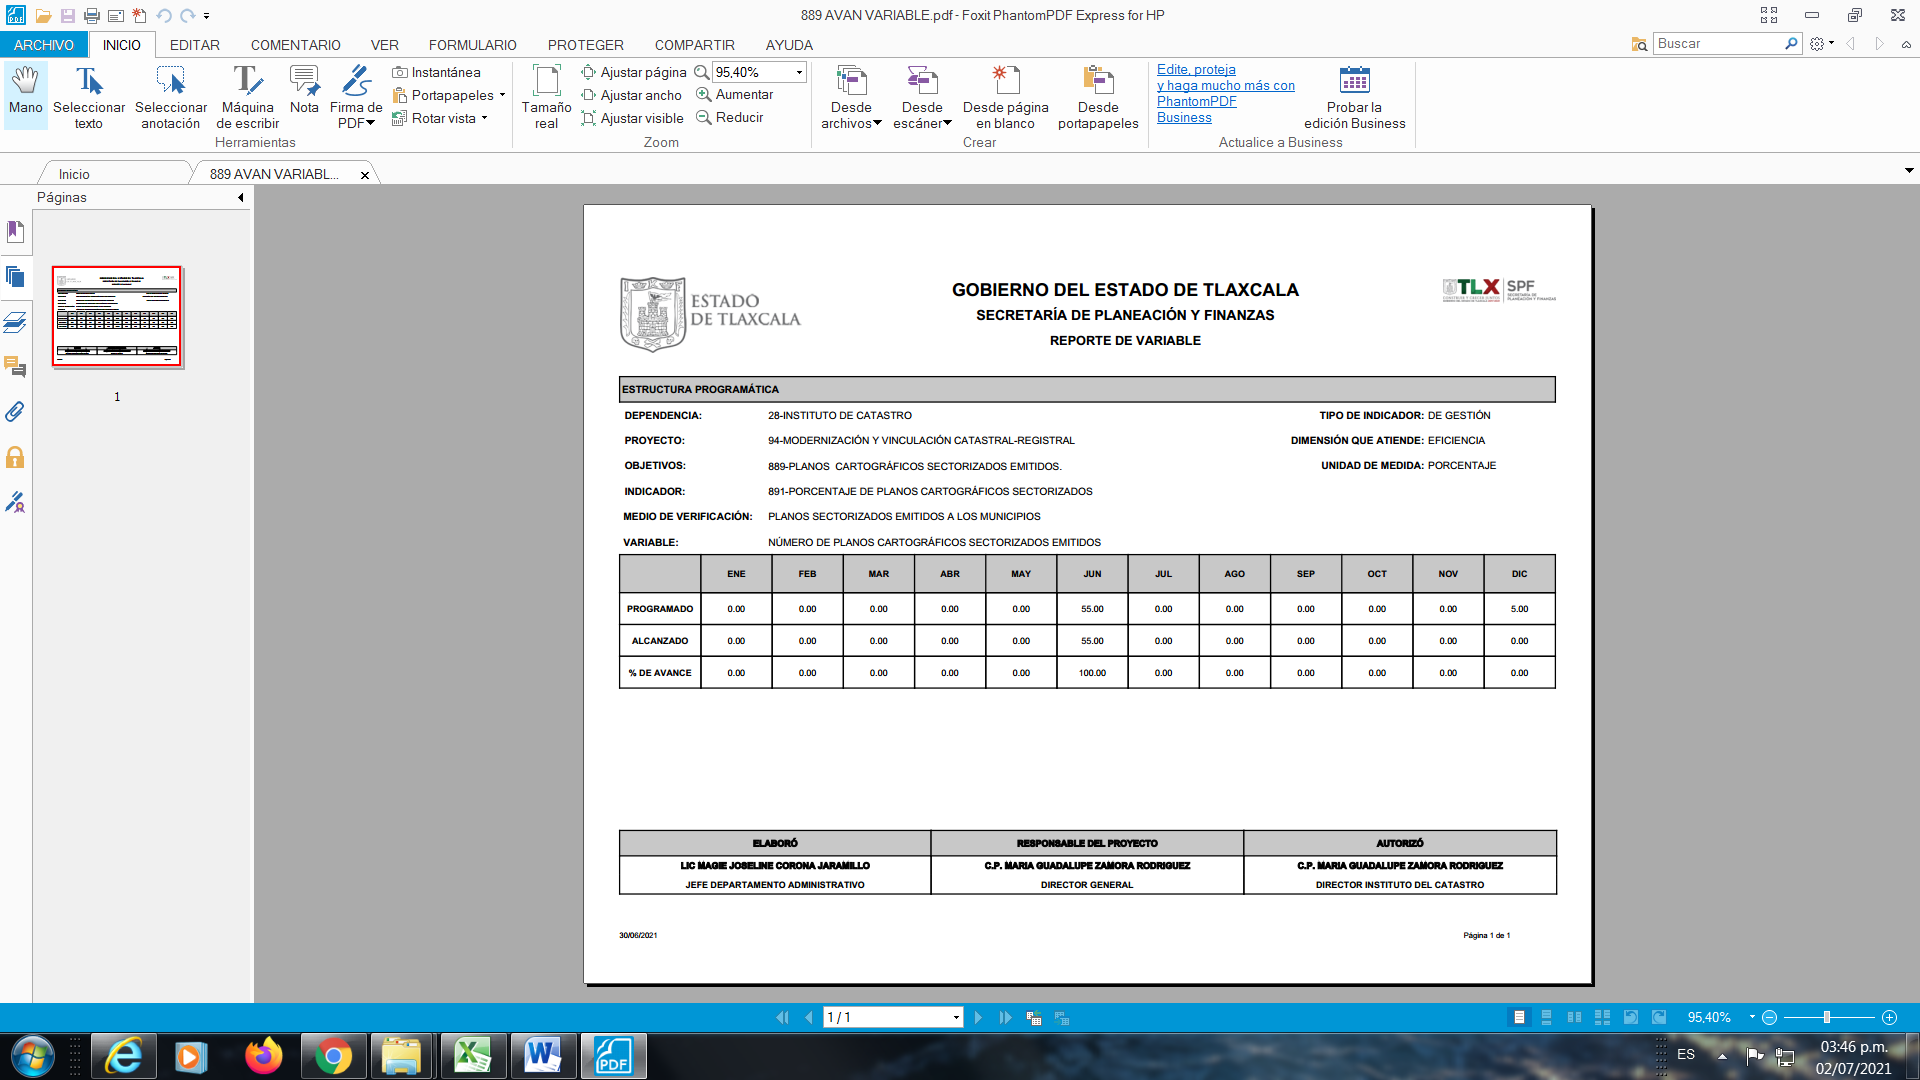 889 AVAN VARIABLE.pdf - Foxit PhantomPDF Express for HP
ARCHIVO INICIO EDITAR COMENTARIO VER FORMULARIO PROTEGER COMPARTIR AYUDA Buscar
Mano
Seleccionar texto
Seleccionar anotación
Máquina de escribir
Nota
Firma de PDF
Instantánea
Portapapeles
Rotar vista
Herramientas
Tamaño real
Ajustar página
Ajustar ancho
Ajustar visible
95,40%
Aumentar
Reducir
Zoom
Desde archivos
Desde escáner
Desde página en blanco
Desde portapapeles
Crear
Edite, proteja
y haga mucho más con
PhantomPDF
Business
Probar la edición Business
Actualice a Business
Inicio 889 AVAN VARIABL...
Páginas
1
ESTADO
DE TLAXCALA
GOBIERNO DEL ESTADO DE TLAXCALA
SECRETARÍA DE PLANEACIÓN Y FINANZAS
REPORTE DE VARIABLE
TLX
SPF
SECRETARÍA DE
PLANEACIÓN Y FINANZAS
ESTRUCTURA PROGRAMÁTICA
DEPENDENCIA: 28-INSTITUTO DE CATASTRO TIPO DE INDICADOR: DE GESTIÓN
PROYECTO: 94-MODERNIZACIÓN Y VINCULACIÓN CATASTRAL-REGISTRAL DIMENSIÓN QUE ATIENDE: EFICIENCIA
OBJETIVOS: 889-PLANOS CARTOGRÁFICOS SECTORIZADOS EMITIDOS. UNIDAD DE MEDIDA: PORCENTAJE
INDICADOR: 891-PORCENTAJE DE PLANOS CARTOGRÁFICOS SECTORIZADOS
MEDIO DE VERIFICACIÓN: PLANOS SECTORIZADOS EMITIDOS A LOS MUNICIPIOS
VARIABLE: NÚMERO DE PLANOS CARTOGRÁFICOS SECTORIZADOS EMITIDOS
ENE FEB MAR ABR MAY JUN JUL AGO SEP OCT NOV DIC
PROGRAMADO 0.00 0.00 0.00 0.00 0.00 55.00 0.00 0.00 0.00 0.00 0.00 5.00
ALCANZADO 0.00 0.00 0.00 0.00 0.00 55.00 0.00 0.00 0.00 0.00 0.00 0.00
% DE AVANCE 0.00 0.00 0.00 0.00 0.00 100.00 0.00 0.00 0.00 0.00 0.00 0.00
ELABORÓ RESPONSABLE DEL PROYECTO AUTORIZÓ
LIC MAGIE JOSELINE CORONA JARAMILLO C.P. MARIA GUADALUPE ZAMORA RODRIGUEZ C.P. MARIA GUADALUPE ZAMORA RODRIGUEZ
JEFE DEPARTAMENTO ADMINISTRATIVO DIRECTOR GENERAL DIRECTOR INSTITUTO DEL CATASTRO
30/06/2021 Página 1 de 1
1 / 1 95,40%
ES 03:46 p.m.
02/07/2021